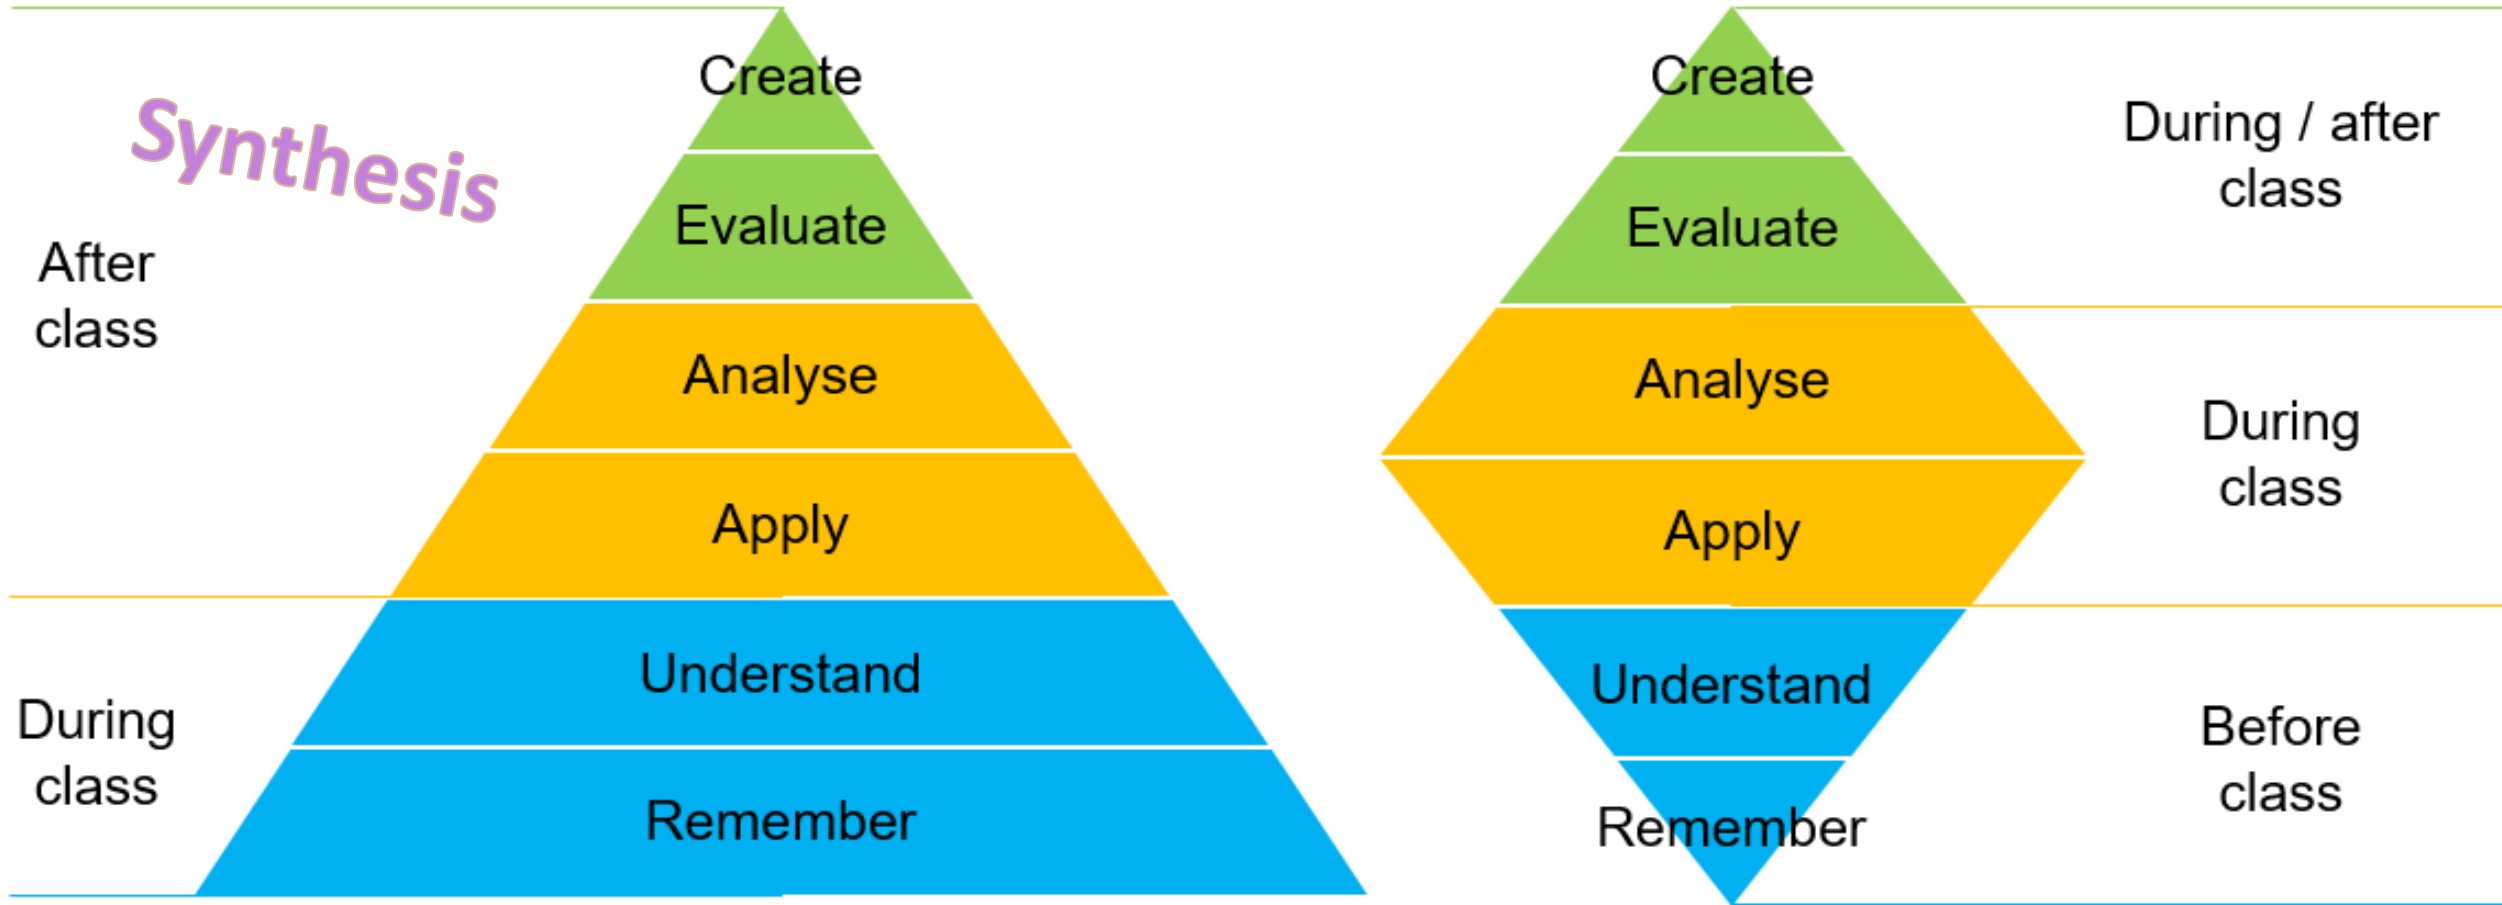 Synthesis
After
class
During
class
Create
Evaluate
Analyse
Apply
Understand
Remember
Create
Evaluate
Analyse
Apply
Understand
Remember
During / after
class
During
class
Before
class